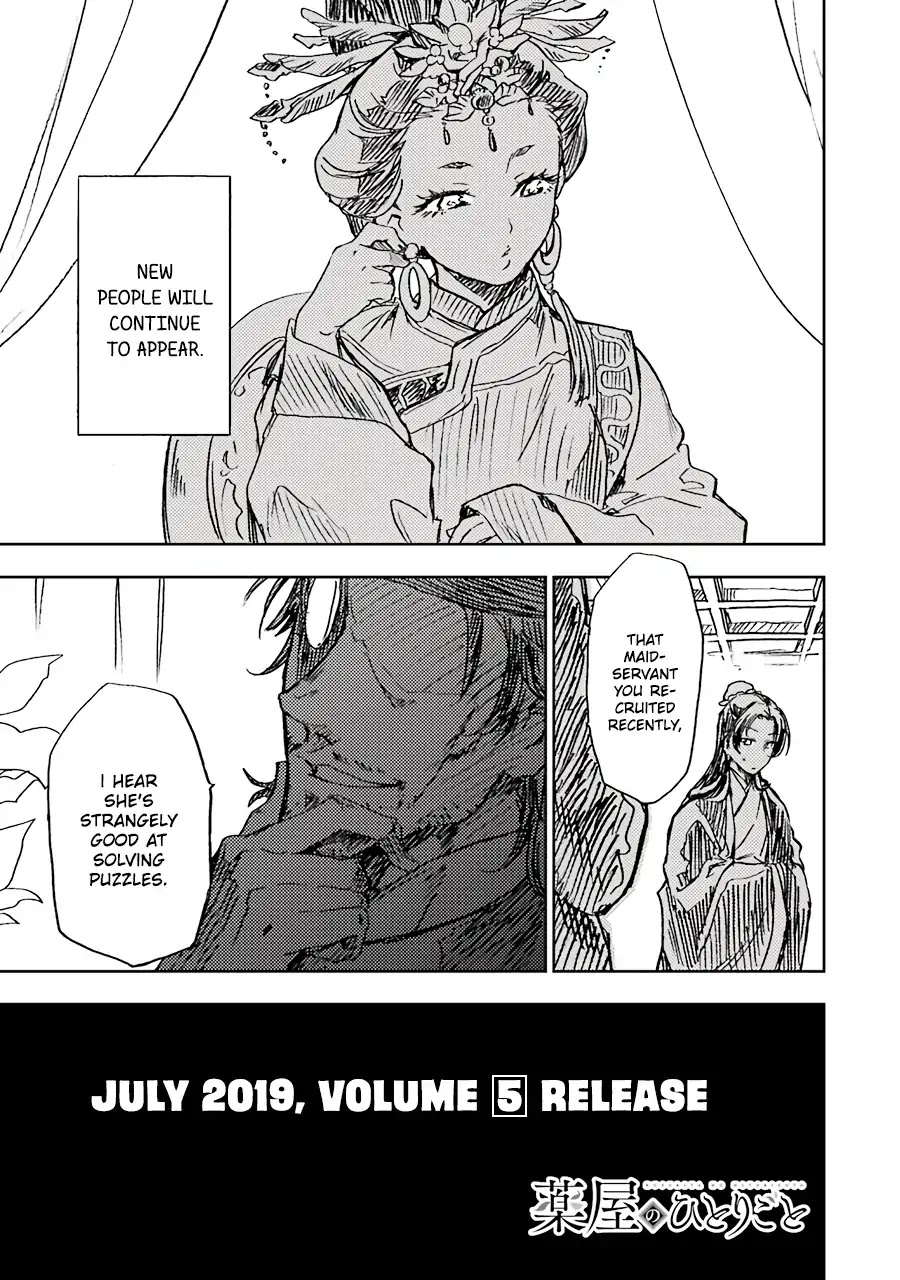 NEW
PEOPLE WILL
CONTINUE
TO APPEAR.
THAT
MAID-
SERVANT
YOU RE-
CRUITED
RECENTLY,
I HEAR
SHE'S
STRANGELY
GOOD AT
SOLVING
PUZZLES.
JULY 2019, VOLUME 5 RELEASE
薬屋のひとりごと